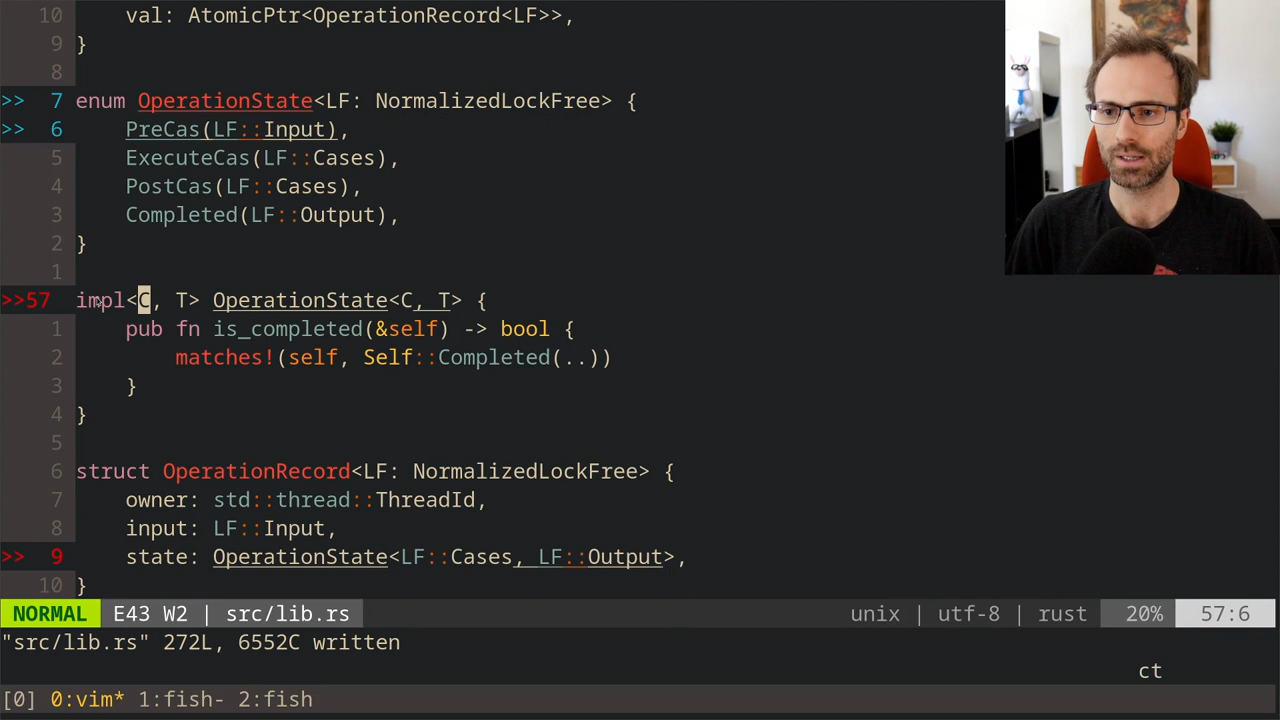 10 val: AtomicPtr<OperationRecord<LF>>,
9 }
8
>> 7 enum OperationState<LF: NormalizedLockFree> {
>> 6 PreCas(LF::Input),
5 ExecuteCas(LF::Cases),
4 PostCas(LF::Cases),
3 Completed(LF::Output),
2 }
1
>>57 impl<C, T> OperationState<C, T> {
1 pub fn is_completed(&self) -> bool {
2 matches!(self, Self::Completed(..))
3 }
4 }
5
6 struct OperationRecord<LF: NormalizedLockFree> {
7 owner: std::thread::ThreadId,
8 input: LF::Input,
>> 9 state: OperationState<LF::Cases, LF::Output>,
10 }
NORMAL E43 W2 | src/lib.rs unix | utf-8 | rust 20% 57:6
"src/lib.rs" 272L, 6552C written
ct
[0] 0:vim* 1:fish- 2:fish